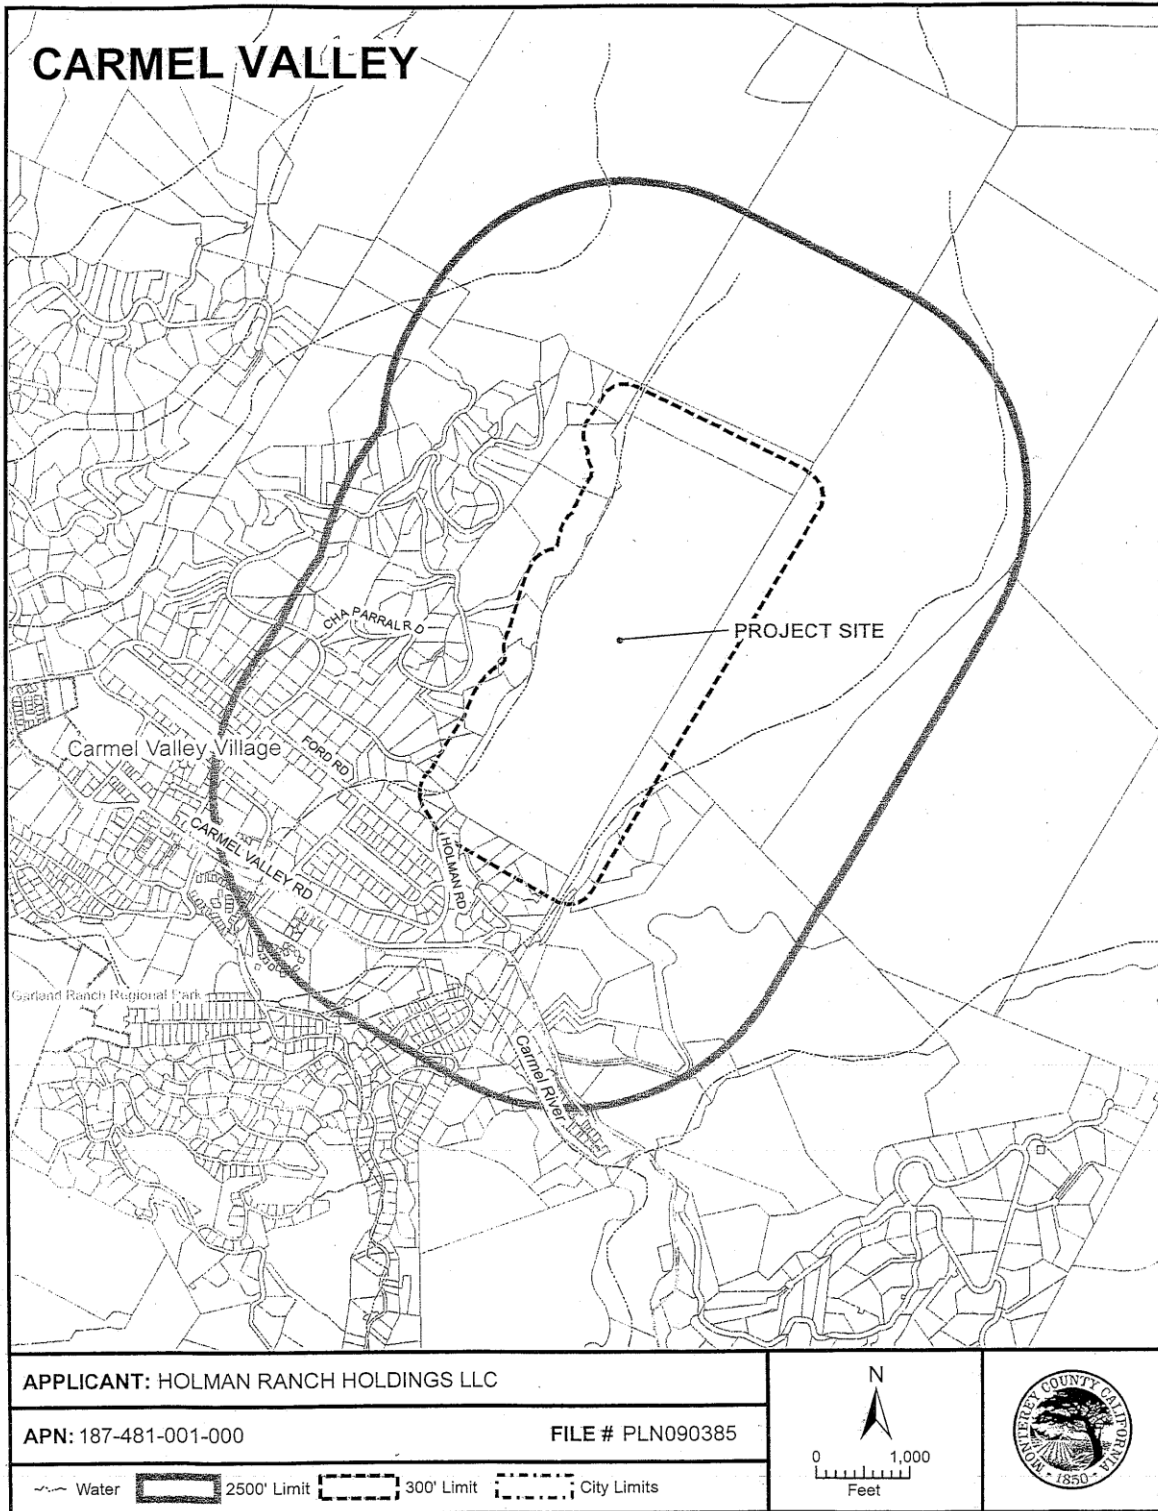 CARMEL VALLEY
PROJECT SITE
CHAPARRAL RD
Carmel Valley Village
FORD RD
CARMEL VALLEY RD
HOLMAN RD
Garland Ranch Regional Park
Carmel River
APPLICANT: HOLMAN RANCH HOLDINGS LLC
APN: 187-481-001-000
FILE # PLN090385
Water
2500' Limit
300' Limit
City Limits
N
0 1,000
Feet
MONTEREY COUNTY CALIFORNIA
1850